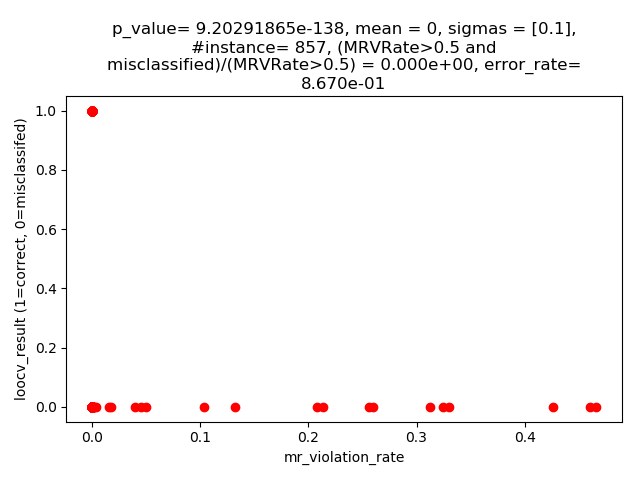 p_value= 9.20291865e-138, mean = 0, sigmas = [0.1],
#instance= 857, (MRVRate>0.5 and
misclassified)/(MRVRate>0.5) = 0.000e+00, error_rate=
8.670e-01
1.0
0.8
0.6
0.4
0.2
0.0
loocv_result (1=correct, 0=misclassifed)
0.0
0.1
0.2
0.3
0.4
mr_violation_rate